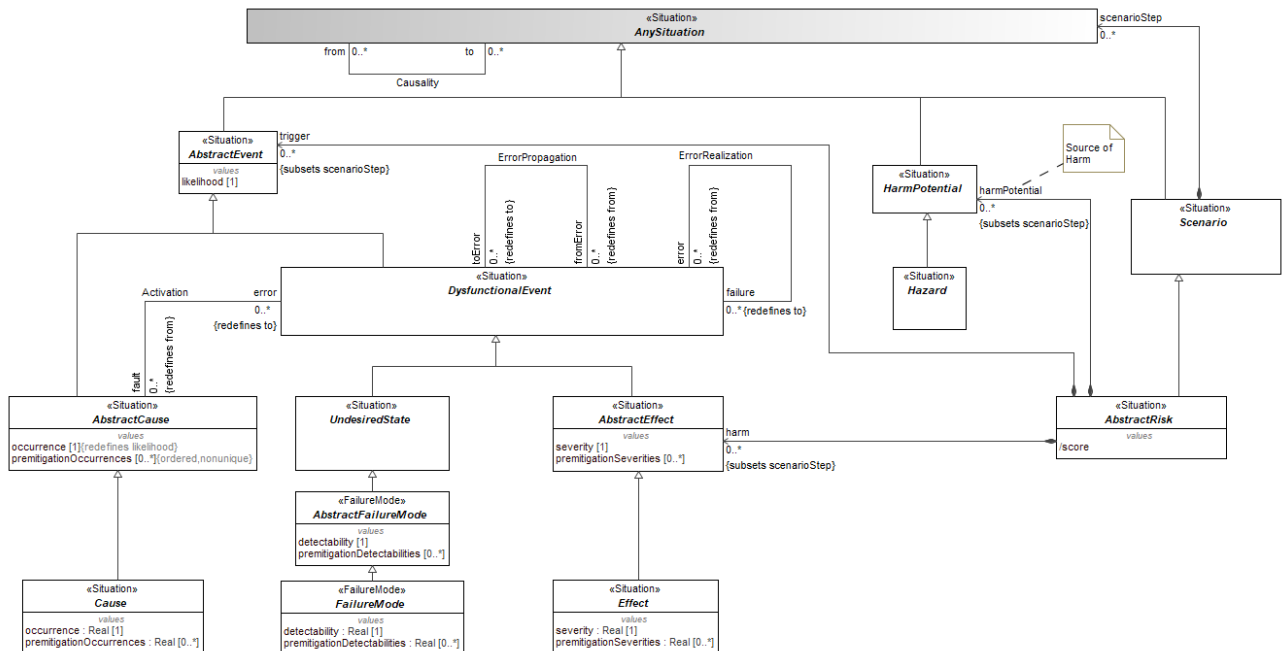 «Situation»
AnySituation
scenarioStep
0..*
from
0..*
to
0..*
Causality
«Situation»
AbstractEvent
values
likelihood [1]
trigger
0..*
{subsets scenarioStep}
ErrorPropagation
ErrorRealization
toError
0..*
{redefines to}
fromError
0..*
{redefines from}
error
0..*
{redefines from}
Source of
Harm
«Situation»
HarmPotential
harmPotential
0..*
{subsets scenarioStep}
«Situation»
Scenario
«Situation»
Hazard
«Situation»
DysfunctionalEvent
Activation
error
0..*
{redefines to}
failure
0..* {redefines to}
fault
0..*
{redefines from}
«Situation»
AbstractCause
values
occurrence [1]{redefines likelihood}
premitigationOccurrences [0..*]{ordered,nonunique}
«Situation»
UndesiredState
«Situation»
AbstractEffect
values
severity [1]
premitigationSeverities [0..*]
harm
0..*
{subsets scenarioStep}
«Situation»
AbstractRisk
values
/score
«FailureMode»
AbstractFailureMode
values
detectability [1]
premitigationDetectabilities [0..*]
«Situation»
Cause
values
occurrence : Real [1]
premitigationOccurrences : Real [0..*]
«FailureMode»
FailureMode
values
detectability : Real [1]
premitigationDetectabilities : Real [0..*]
«Situation»
Effect
values
severity : Real [1]
premitigationSeverities : Real [0..*]